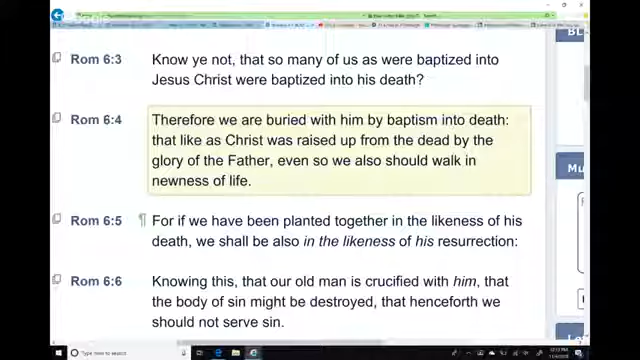 Rom 6:3 Know ye not, that so many of us as were baptized into
Jesus Christ were baptized into his death?
Rom 6:4 Therefore we are buried with him by baptism into death:
that like as Christ was raised up from the dead by the
glory of the Father, even so we also should walk in
newness of life.
Rom 6:5 ¶ For if we have been planted together in the likeness of his
death, we shall be also in the likeness of his resurrection:
Rom 6:6 Knowing this, that our old man is crucified with him, that
the body of sin might be destroyed, that henceforth we
should not serve sin.
BL
Mu
Type here to search